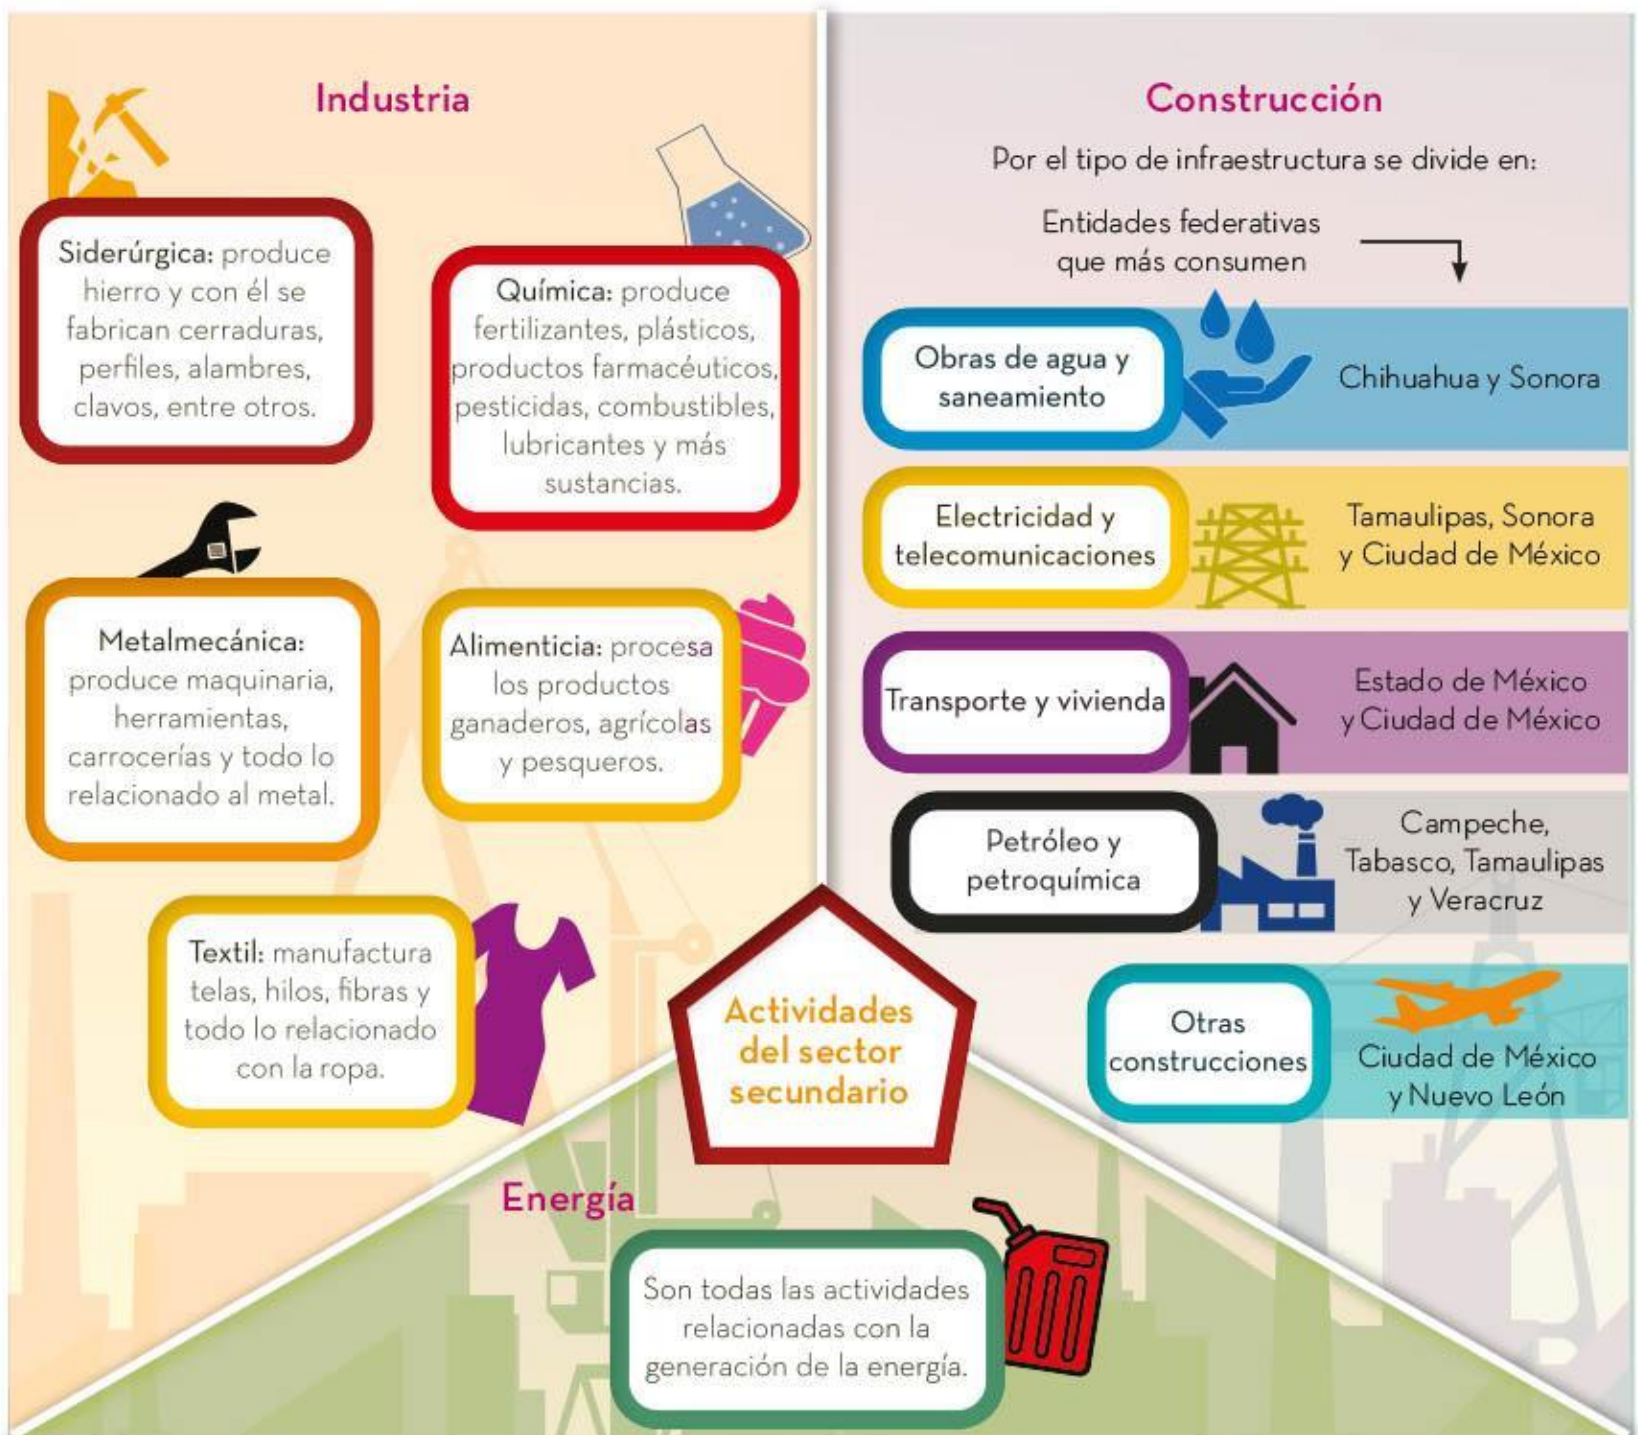 Industria
Siderúrgica: produce
hierro y con él se
fabrican cerraduras,
perfiles, alambres,
clavos, entre otros.
Química: produce
fertilizantes, plásticos,
productos farmacéuticos,
pesticidas, combustibles,
lubricantes y más
sustancias.
Metalmecánica:
produce maquinaria,
herramientas,
carrocerías y todo lo
relacionado al metal.
Alimenticia: procesa
los productos
ganaderos, agrícolas
y pesqueros.
Textil: manufactura
telas, hilos, fibras y
todo lo relacionado
con la ropa.
Construcción
Por el tipo de infraestructura se divide en:
Entidades federativas
que más consumen
Obras de agua y
saneamiento
Chihuahua y Sonora
Electricidad y
telecomunicaciones
Tamaulipas, Sonora
y Ciudad de México
Transporte y vivienda
Estado de México
y Ciudad de México
Petróleo y
petroquímica
Campeche,
Tabasco, Tamaulipas
y Veracruz
Otras
construcciones
Ciudad de México
y Nuevo León
Actividades
del sector
secundario
Energía
Son todas las actividades
relacionadas con la
generación de la energía.